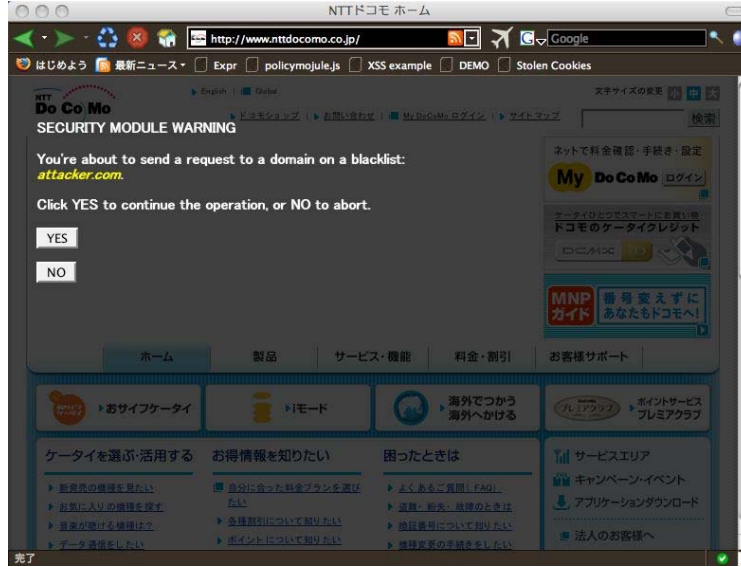 NTTドコモ ホーム
http://www.nttdocomo.co.jp/
Google
はじめよう 最新ニュース Expr policymojule.js XSS example DEMO Stolen Cookies
English Global
文字サイズの変更 小 中 大
NTT
DoCoMo
ドコモショップ お問い合わせ My DoCoMo ログイン サイトマップ
検索
SECURITY MODULE WARNING
You're about to send a request to a domain on a blacklist:
attacker.com.
Click YES to continue the operation, or NO to abort.
YES
NO
ネットで料金確認・手続き・設定
My DoCoMo ログイン
ケータイひとつでスマートにお買い物
ドコモのケータイクレジット
DCMX
MNP
ガイド
番号変えずに
あなたもドコモへ!
ホーム 製品 サービス・機能 料金・割引 お客様サポート
おサイフケータイ
iモード
海外でつかう
海外へかける
プレミアクラブ
ポイントサービス
プレミアクラブ
ケータイを選ぶ・活用する
新発売の機種を見たい
お気に入りの機種を探す
音楽が聴ける機種は?
データ通信をしたい
お得情報を知りたい
自分に合った料金プランを選び
たい
各種割引について知りたい
ポイントについて知りたい
困ったときは
よくあるご質問(FAQ)
盗難・紛失・故障のときは
暗証番号について知りたい
機種変更の手続きをしたい
サービスエリア
キャンペーン・イベント
アプリケーションダウンロード
法人のお客様へ
完了